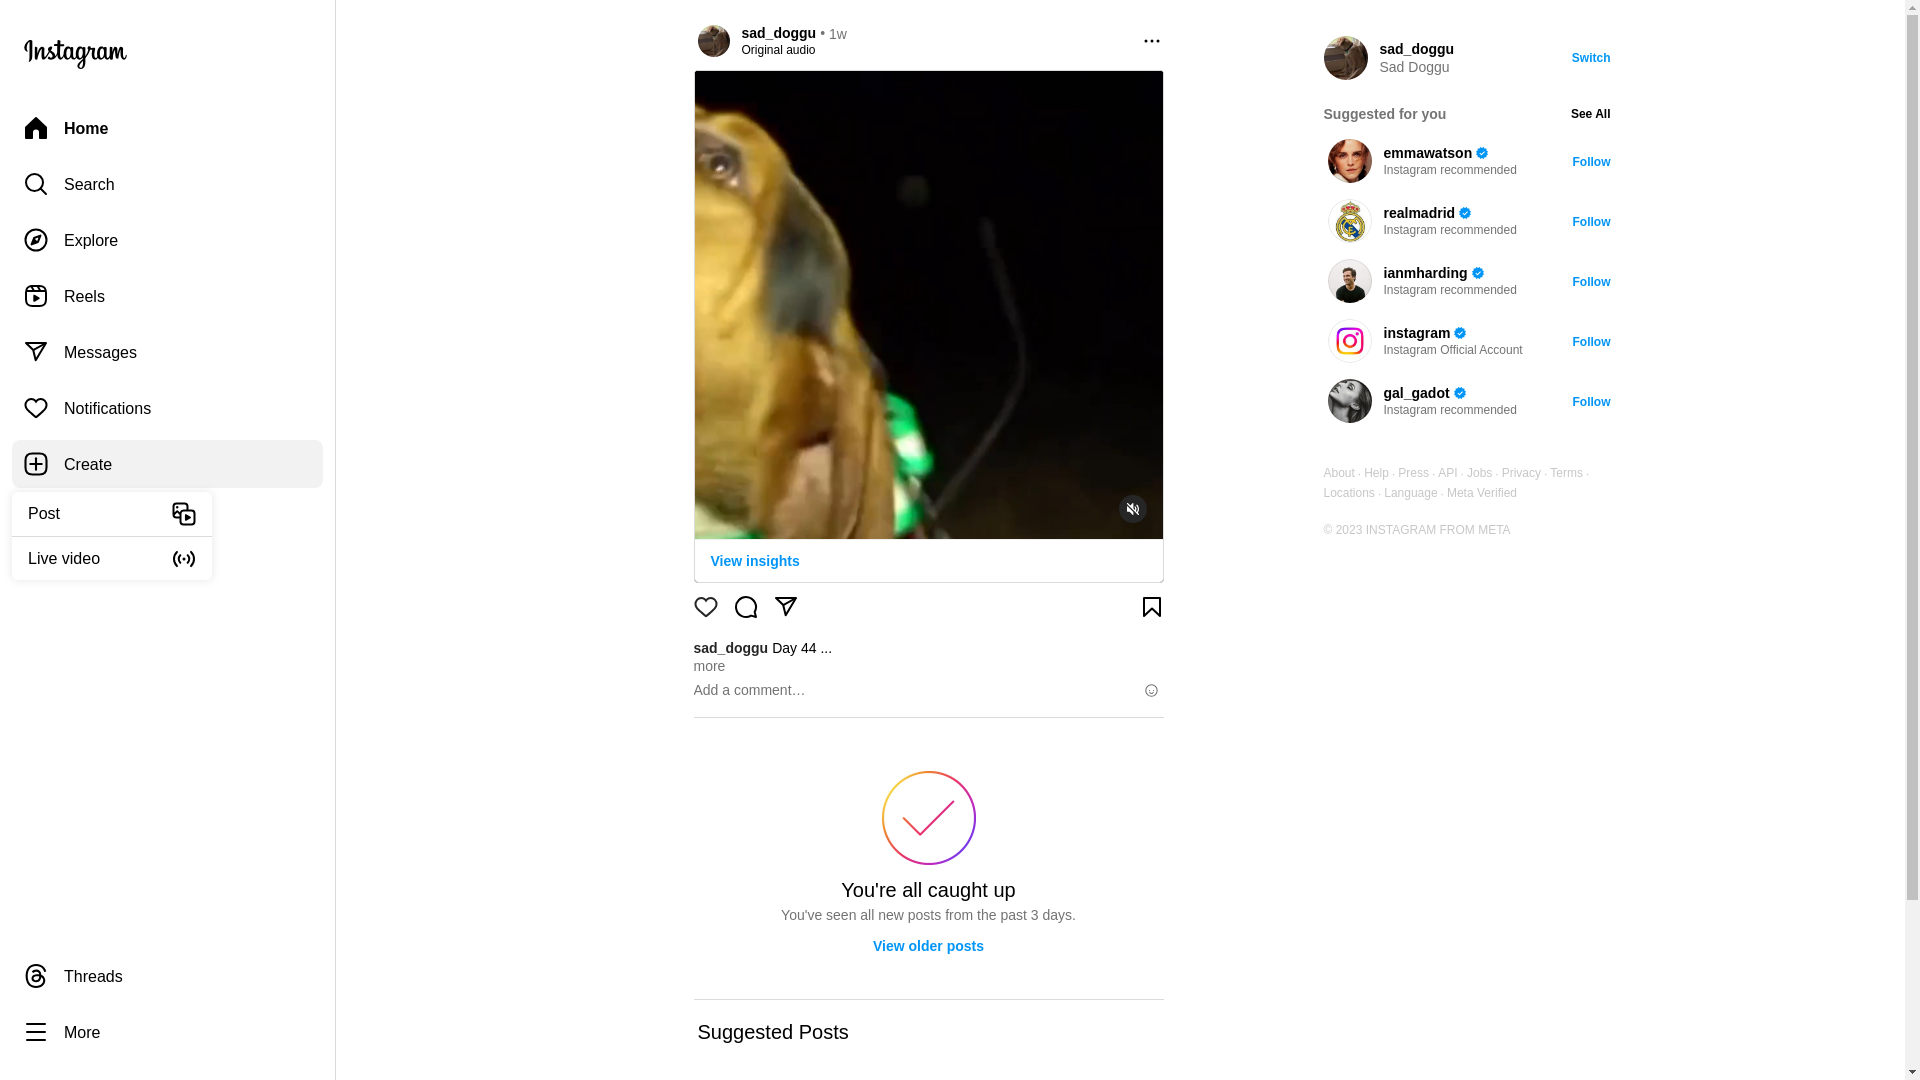 Instagram
Home
Search
Explore
Reels
Messages
Notifications
Create
Post
Live video
Threads
More
sad_doggu • 1w
Original audio
View insights
sad_doggu Day 44 ...
more
Add a comment…
You're all caught up
You've seen all new posts from the past 3 days.
View older posts
Suggested Posts
sad_doggu
Sad Doggu
Switch
Suggested for you
See All
emmawatson
Instagram recommended
Follow
realmadrid
Instagram recommended
Follow
ianmharding
Instagram recommended
Follow
instagram
Instagram Official Account
Follow
gal_gadot
Instagram recommended
Follow
About · Help · Press · API · Jobs · Privacy · Terms ·
Locations · Language · Meta Verified
© 2023 INSTAGRAM FROM META